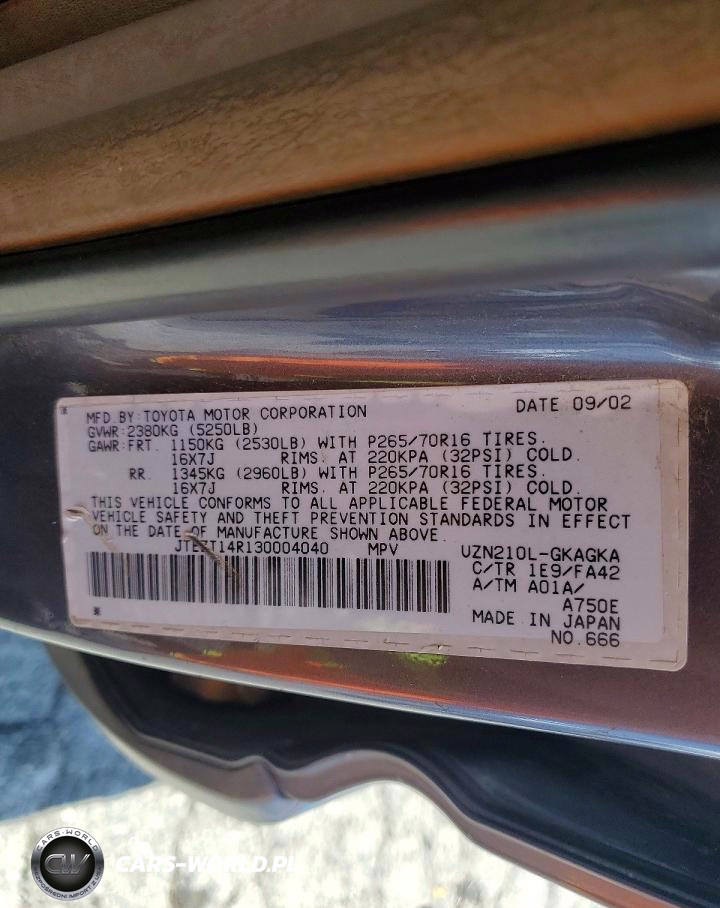 MFD BY:TOYOTA MOTOR CORPORATION DATE 09/02
GVWR:2380KG (5250LB)
GAWR:FRT. 1150KG (2530LB) WITH P265/70R16 TIRES.
16X7J RIMS. AT 220KPA (32PSI) COLD.
RR. 1345KG (2960LB) WITH P265/70R16 TIRES.
16X7J RIMS. AT 220KPA (32PSI) COLD.
THIS VEHICLE CONFORMS TO ALL APPLICABLE FEDERAL MOTOR
VEHICLE SAFETY AND THEFT PREVENTION STANDARDS IN EFFECT
ON THE DATE OF MANUFACTURE SHOWN ABOVE.
MPV UZN210L-GKAGKA
C/TR 1E9/FA42
A/TM A01A/
A750E
MADE IN JAPAN
NO.666
CARS-WORLD
CW
CARS-WORLD.PL